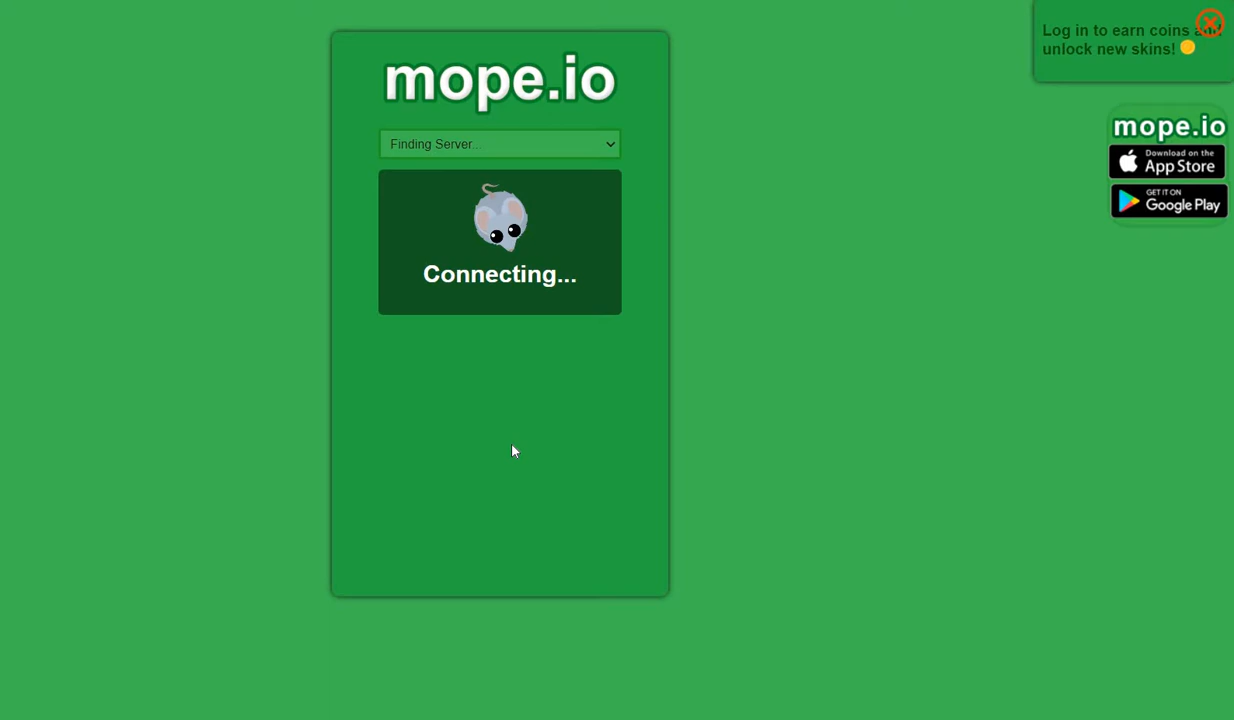 mope.io
Finding Server...
Connecting...
Log in to earn coins and
unlock new skins!
mope.io
Download on the
App Store
GET IT ON
Google Play